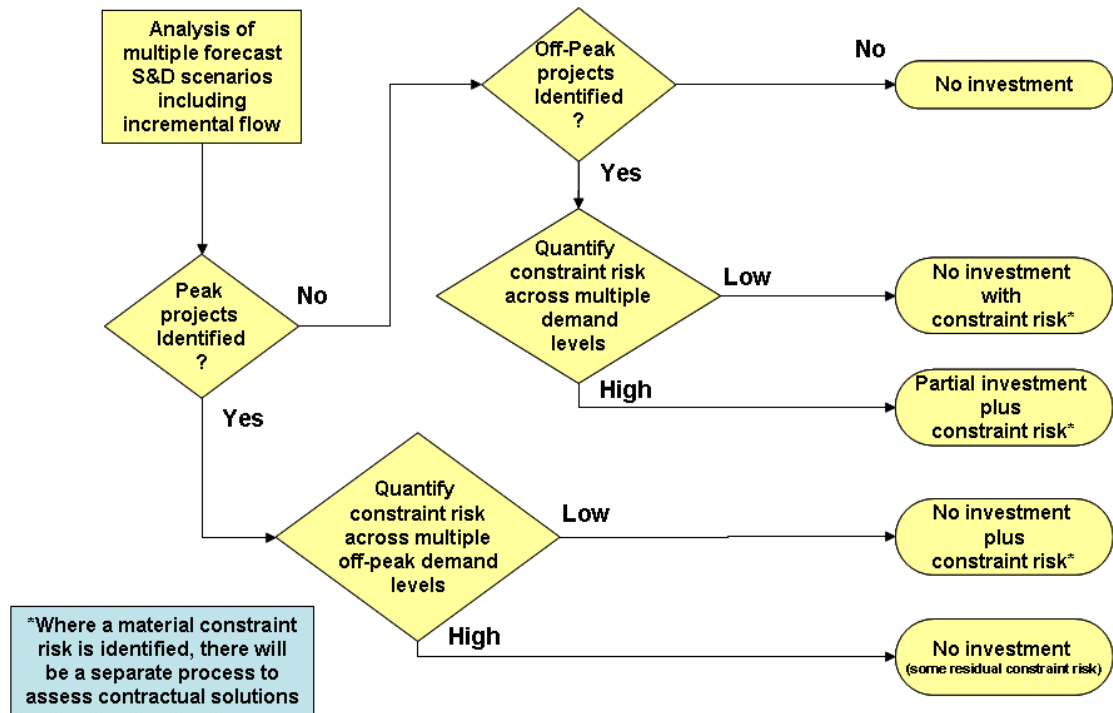 Analysis of
multiple forecast
S&D scenarios
including
incremental flow
Off-Peak
projects
Identified
?
No
No investment
Yes
Peak
projects
Identified
?
No
Quantify
constraint risk
across multiple
demand
levels
Low
No investment
with
constraint risk*
High
Partial investment
plus
constraint risk*
Yes
Quantify
constraint risk
across multiple
off-peak demand
levels
Low
No investment
plus
constraint risk*
High
No investment
(some residual constraint risk)
*Where a material constraint
risk is identified, there will
be a separate process to
assess contractual solutions